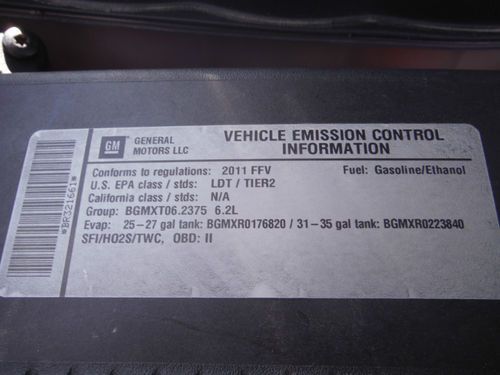 GM GENERAL MOTORS LLC
VEHICLE EMISSION CONTROL INFORMATION
Conforms to regulations: 2011 FFV Fuel: Gasoline/Ethanol
U.S. EPA class / stds: LDT / TIER2
California class / stds: N/A
Group: BGMXT06.2375 6.2L
Evap: 25-27 gal tank: BGMXR0176820 / 31-35 gal tank: BGMXR0223840
SFI/HO2S/TWC, OBD: II
*BR321661*